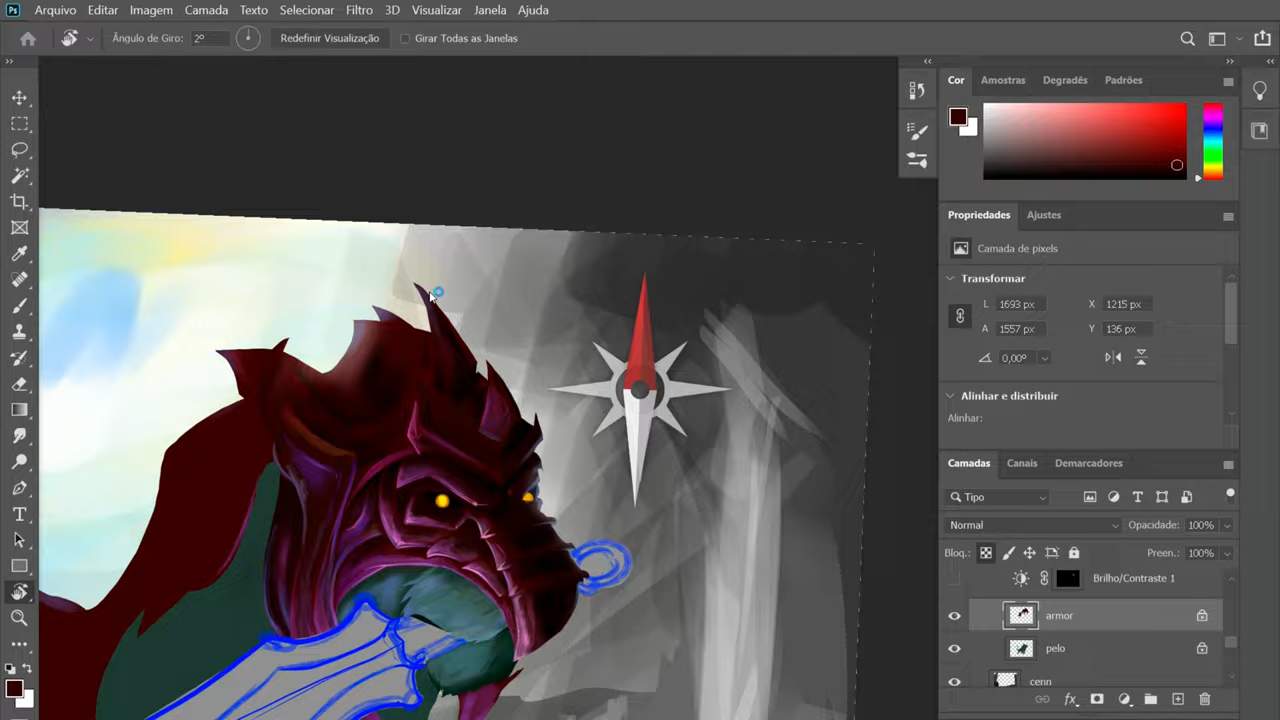 Ps Arquivo Editar Imagem Camada Texto Selecionar Filtro 3D Visualizar Janela Ajuda
Ângulo de Giro: 2º Redefinir Visualização Girar Todas as Janelas
Cor Amostras Degradês Padrões
Propriedades Ajustes
Camada de pixels
Transformar
L 1693 px X 1215 px
A 1557 px Y 136 px
0,00º
Alinhar e distribuir
Alinhar:
Camadas Canais Demarcadores
Tipo
Normal Opacidade: 100%
Bloq.: Preen.: 100%
Brilho/Contraste 1
armor
pelo
cenn